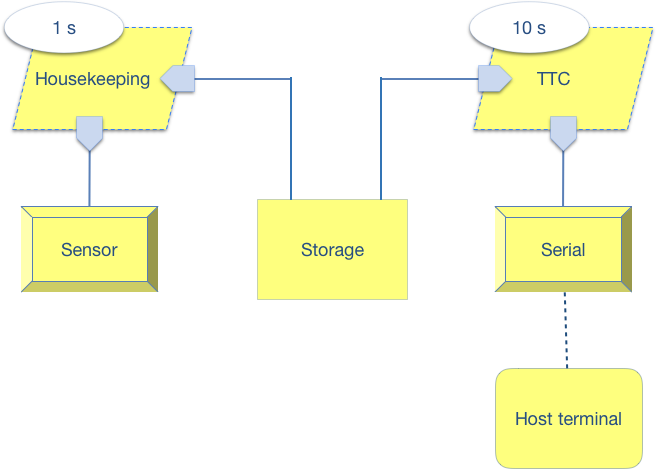 1 s
10 s
Housekeeping
TTC
Sensor
Storage
Serial
Host terminal